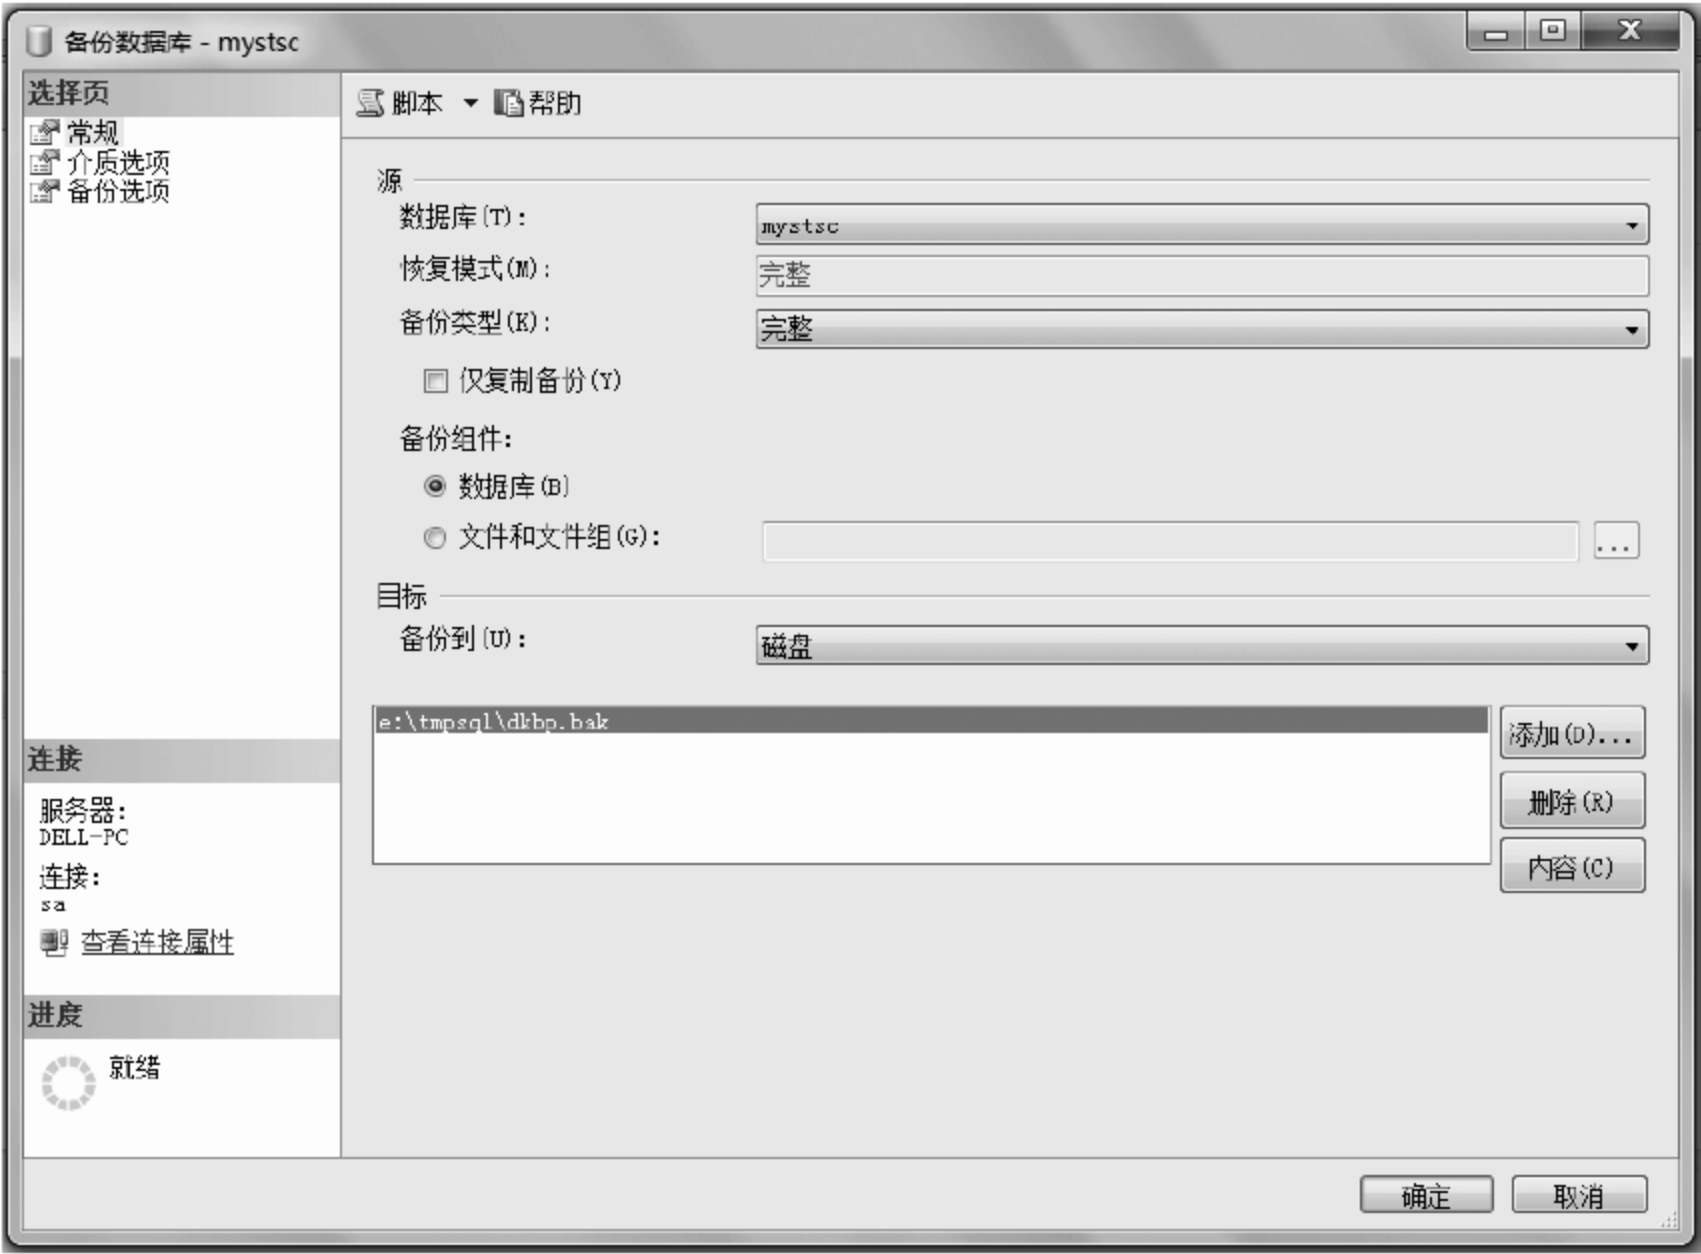 备份数据库 - mystsc
选择页
常规
介质选项
备份选项
脚本 帮助
源
数据库(T): mystsc
恢复模式(M): 完整
备份类型(K): 完整
仅复制备份(Y)
备份组件:
数据库(B)
文件和文件组(G): ...
目标
备份到(U): 磁盘
e:\tmpsql\dkbp.bak
添加(D)...
删除(R)
内容(C)
连接
服务器:
DELL-PC
连接:
sa
查看连接属性
进度
就绪
确定 取消